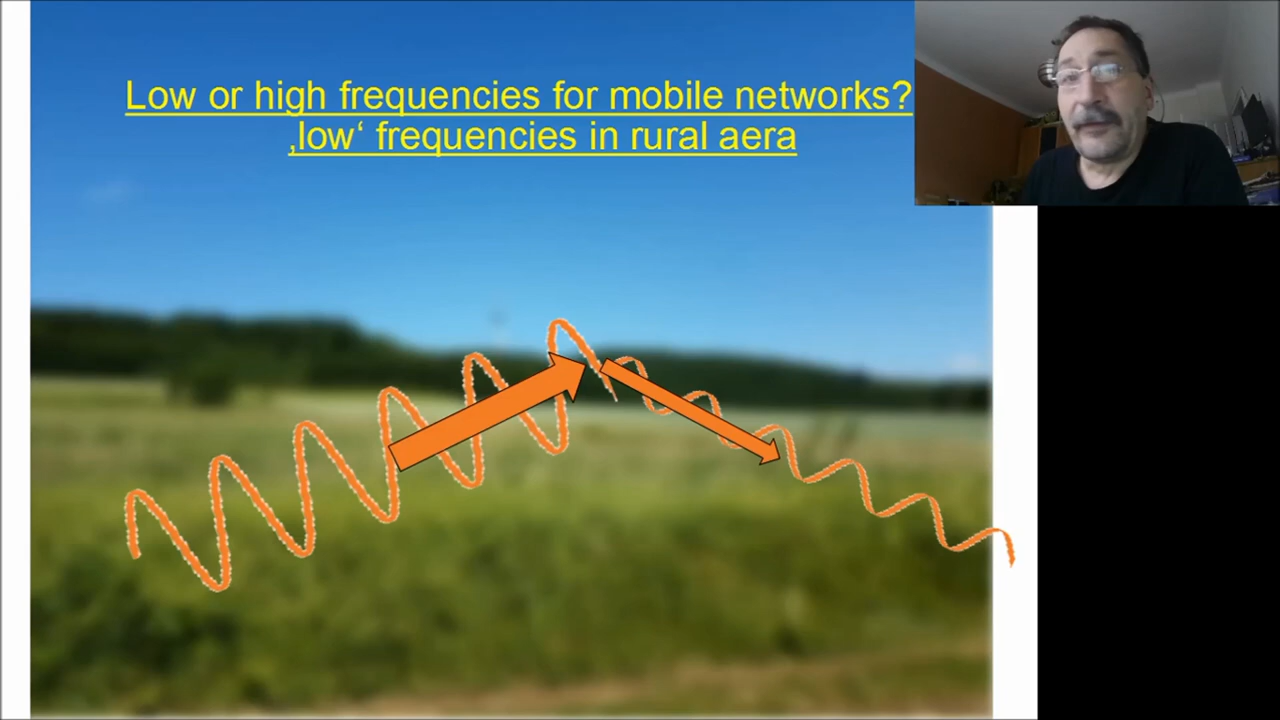 Low or high frequencies for mobile networks?
‚low‘ frequencies in rural aera